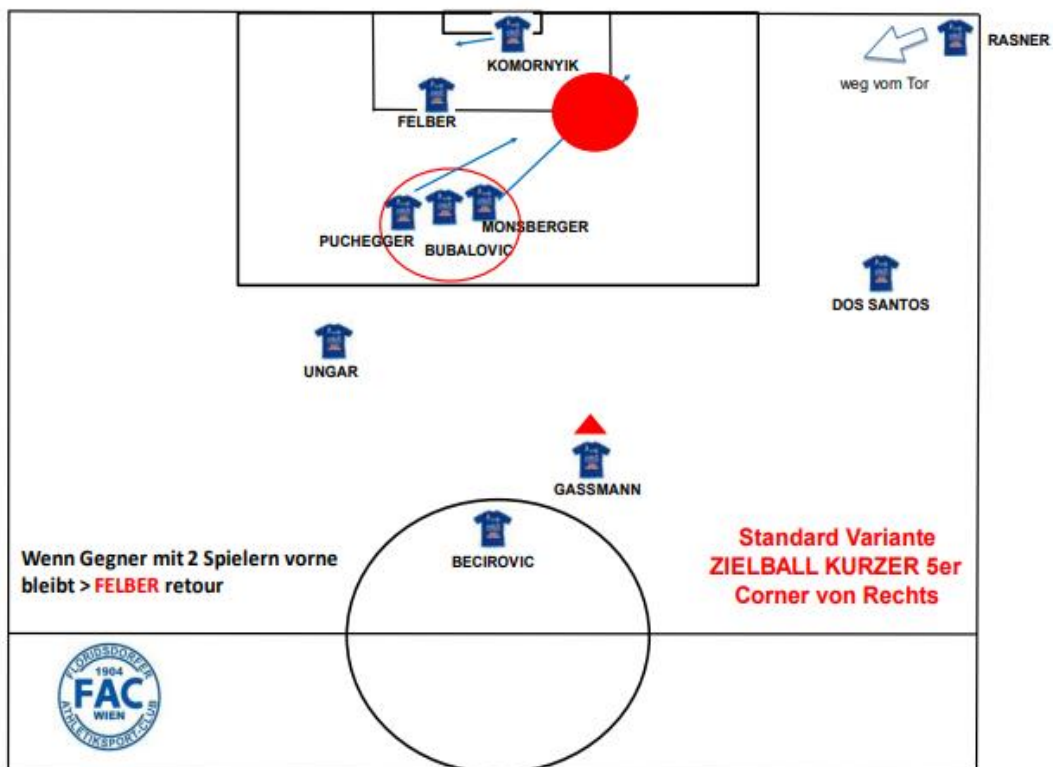 KOMORNYIK
RASNER
weg vom Tor
FELBER
PUCHEGGER
BUBALOVIC
MONSBERGER
DOS SANTOS
UNGAR
GASSMANN
BECIROVIC
Wenn Gegner mit 2 Spielern vorne
bleibt > FELBER retour
Standard Variante
ZIELBALL KURZER 5er
Corner von Rechts
FLORIDSDORFER
1904
FAC
WIEN
ATHLETIKSPORT-CLUB